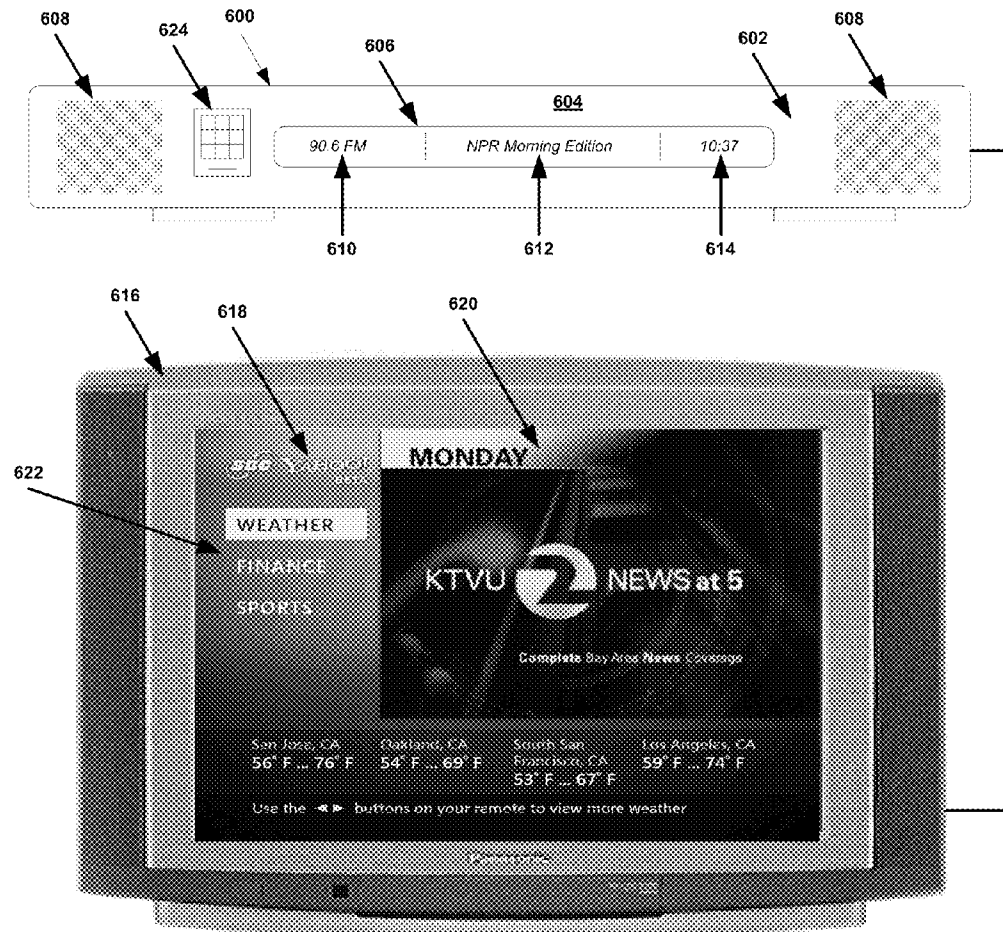 608
624
600
606
604
602
608
90.6 FM
NPR Morning Edition
10:37
610
612
614
616
618
620
622
MONDAY
WEATHER
FINANCE
SPORTS
KTVU 2 NEWS at 5
Complete Bay Area News Coverage
San Jose, CA
56° F ... 76° F
Oakland, CA
54° F ... 69° F
South San
Francisco, CA
53° F ... 67° F
Los Angeles, CA
59° F ... 74° F
Use the ◄ ► buttons on your remote to view more weather
Panasonic